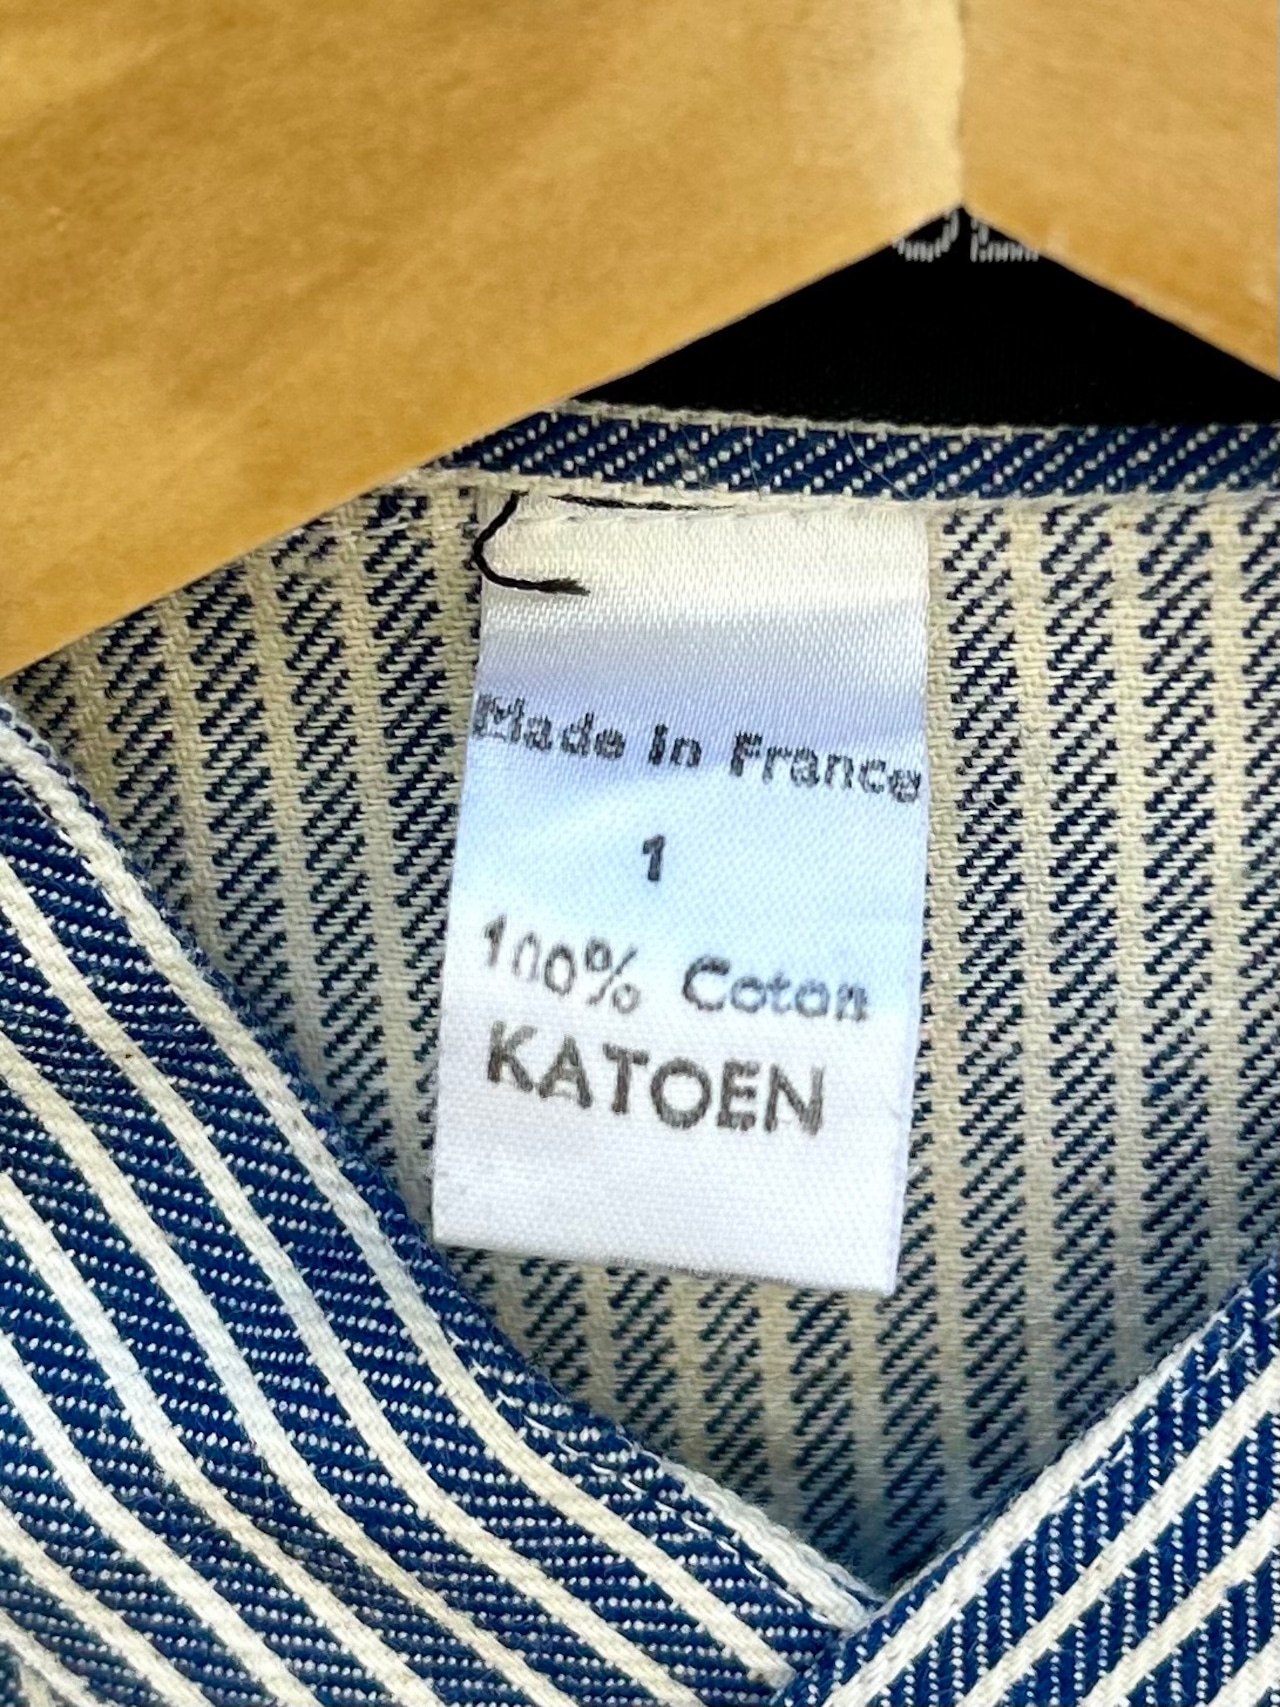 Made in France
1
100% Coton
KATOEN